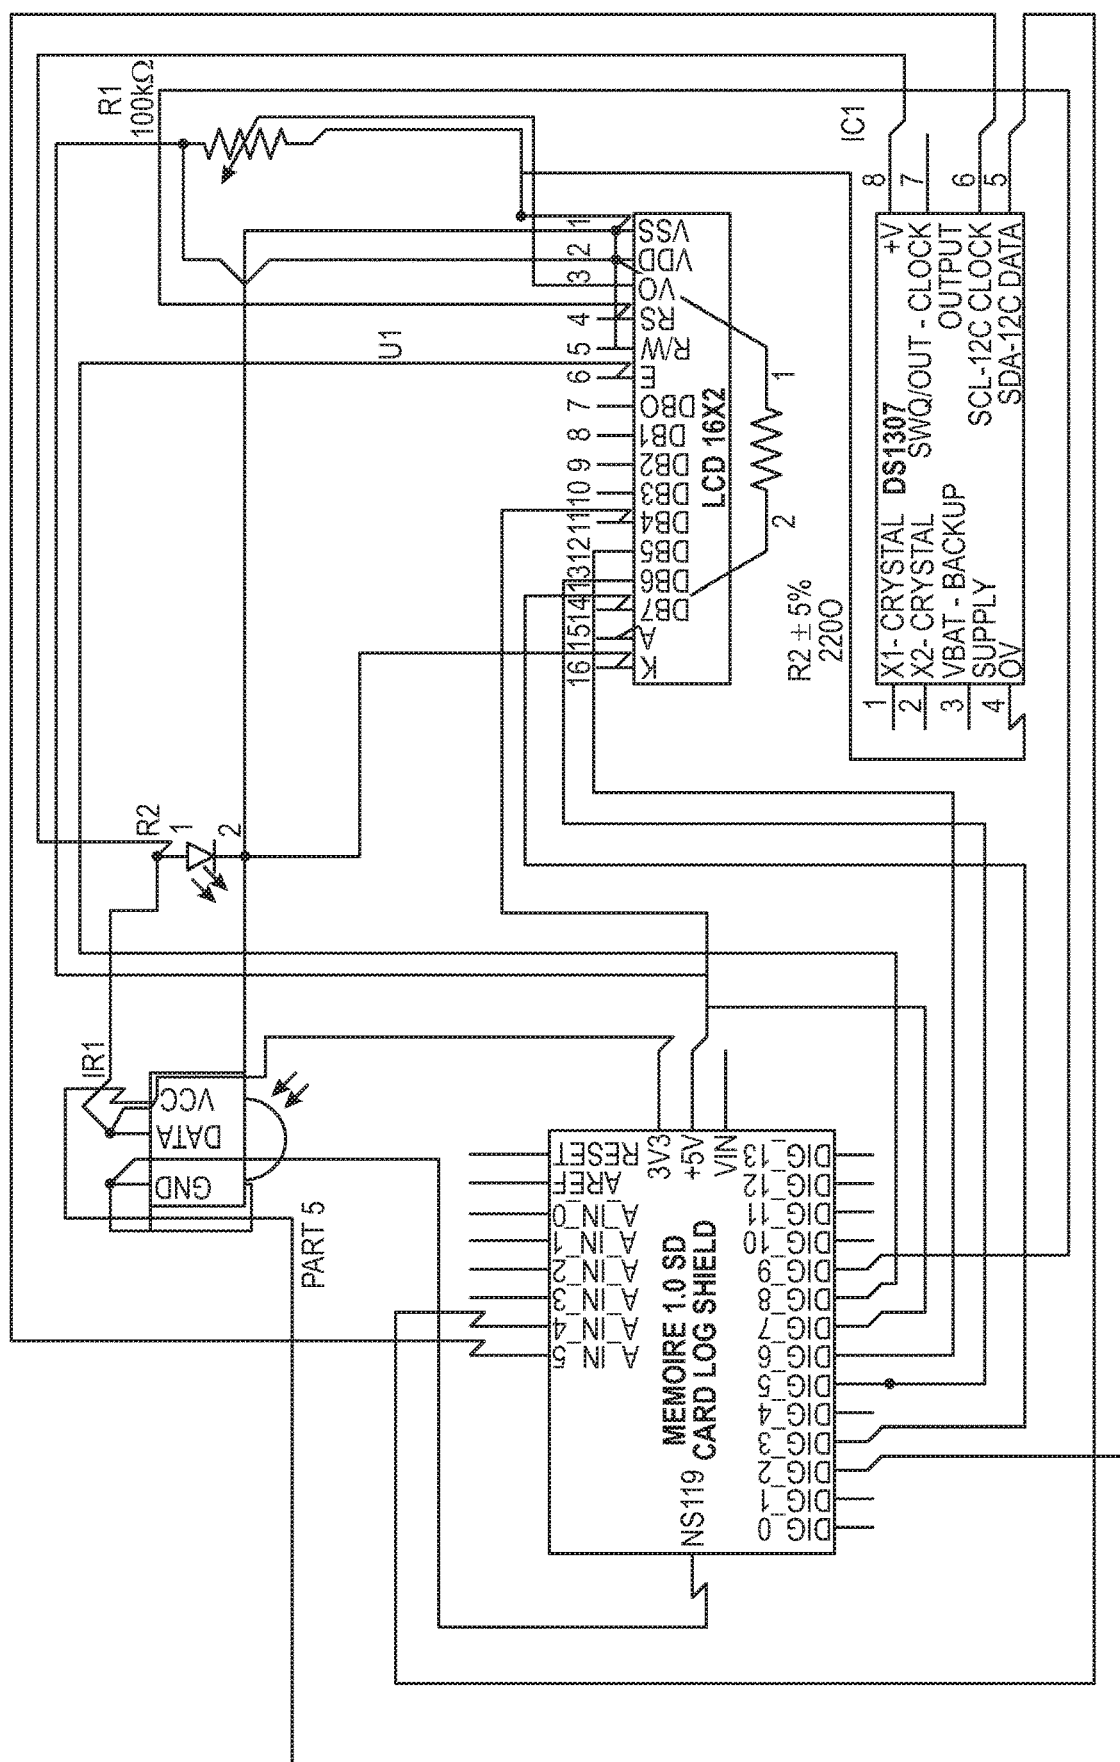 R1
100kΩ
IC1
8
7
6
5
+V
SWQ/OUT - CLOCK
OUTPUT
SCL-12C CLOCK
SDA-12C DATA
DS1307
X1- CRYSTAL
X2- CRYSTAL
VBAT - BACKUP
SUPPLY
OV
1
2
3
4
U1
1
2
3
4
5
6
7
8
9
10
11
12
13
14
15
16
VSS
VDD
VO
RS
R/W
E
DBO
DB1
DB2
DB3
DB4
DB5
DB6
DB7
A
K
LCD 16X2
1
2
R2 ± 5%
220O
R2
1
2
IR1
VCC
DATA
GND
PART 5
RESET
AREF
A_IN_0
A_IN_1
A_IN_2
A_IN_3
A_IN_4
A_IN_5
3V3
+5V
VIN
MEMOIRE 1.0 SD
CARD LOG SHIELD
NS119
DIG_13
DIG_12
DIG_11
DIG_10
DIG_9
DIG_8
DIG_7
DIG_6
DIG_5
DIG_4
DIG_3
DIG_2
DIG_1
DIG_0